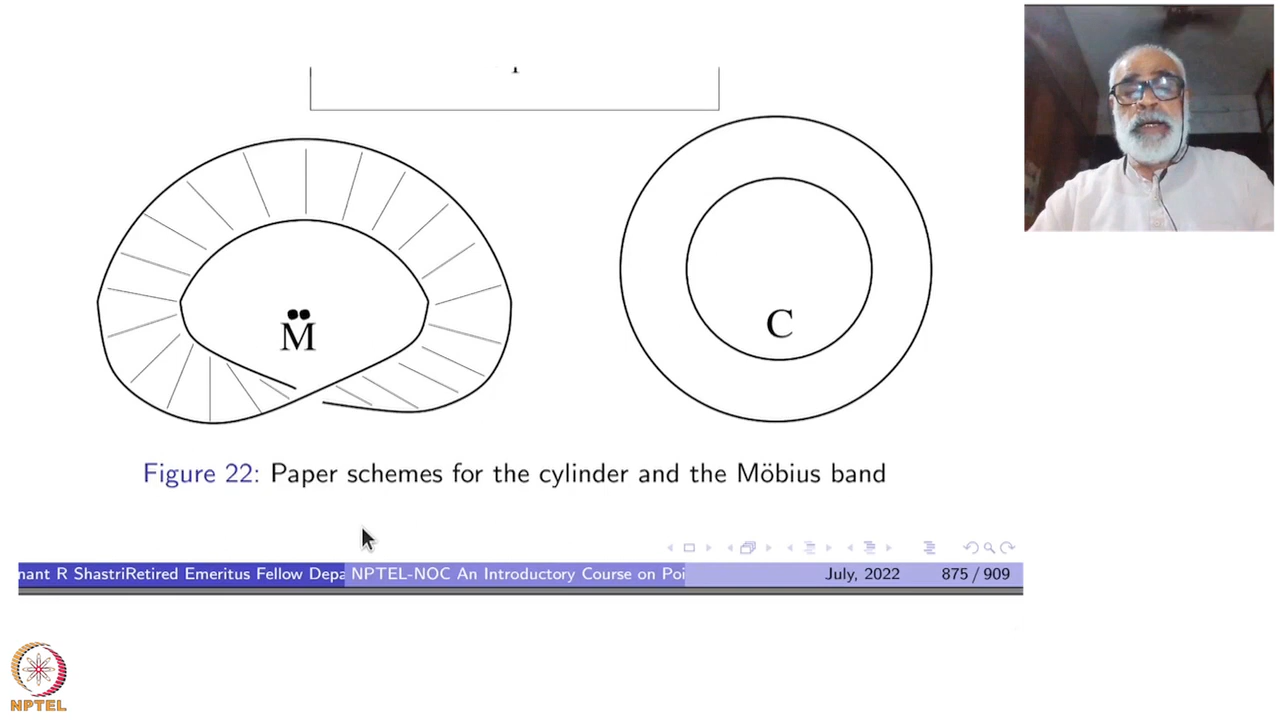 M̈
C
Figure 22: Paper schemes for the cylinder and the Möbius band
nant R ShastriRetired Emeritus Fellow Depa NPTEL-NOC An Introductory Course on Poi July, 2022 875 / 909
NPTEL